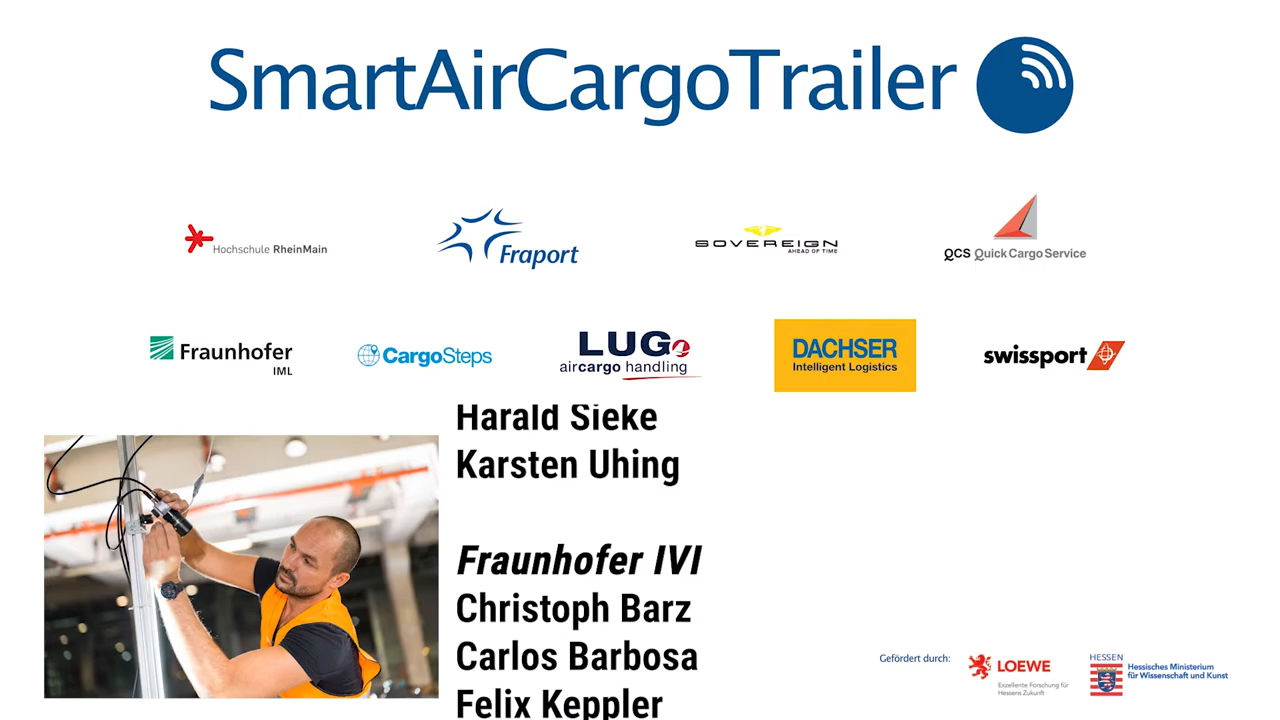 SmartAirCargoTrailer
Hochschule RheinMain
Fraport
SOVEREIGN
AHEAD OF TIME
QCS Quick Cargo Service
Fraunhofer
IML
CargoSteps
LUG
aircargo handling
DACHSER
Intelligent Logistics
swissport
Harald Sieke
Karsten Uhing
Fraunhofer IVI
Christoph Barz
Carlos Barbosa
Felix Keppler
Gefördert durch:
LOEWE
Exzellente Forschung für
Hessens Zukunft
HESSEN
Hessisches Ministerium
für Wissenschaft und Kunst